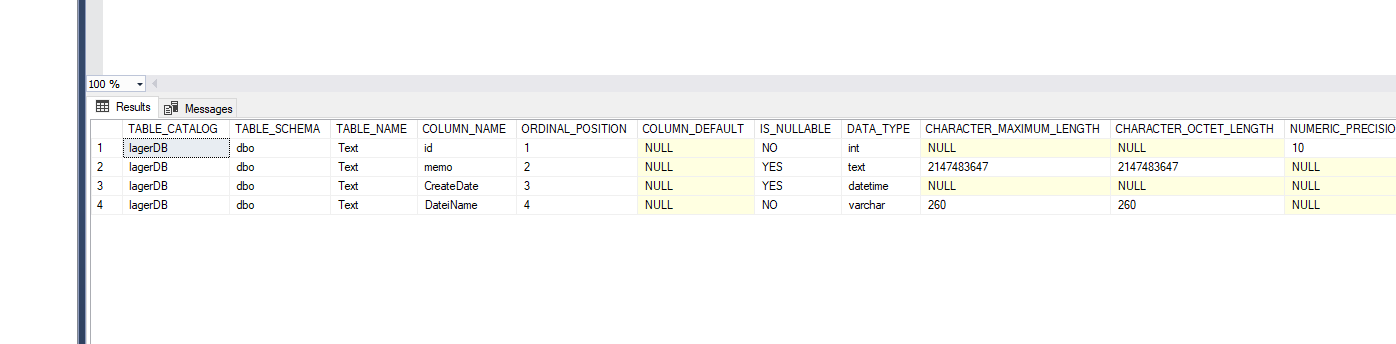 100 %
Results Messages
TABLE_CATALOG TABLE_SCHEMA TABLE_NAME COLUMN_NAME ORDINAL_POSITION COLUMN_DEFAULT IS_NULLABLE DATA_TYPE CHARACTER_MAXIMUM_LENGTH CHARACTER_OCTET_LENGTH NUMERIC_PRECISIO
1 lagerDB dbo Text id 1 NULL NO int NULL NULL 10
2 lagerDB dbo Text memo 2 NULL YES text 2147483647 2147483647 NULL
3 lagerDB dbo Text CreateDate 3 NULL YES datetime NULL NULL NULL
4 lagerDB dbo Text DateiName 4 NULL NO varchar 260 260 NULL